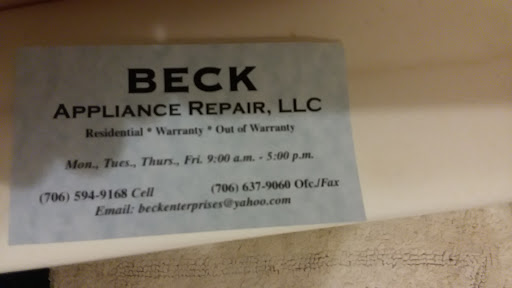 BECK
APPLIANCE REPAIR, LLC
Residential * Warranty * Out of Warranty
Mon., Tues., Thurs., Fri. 9:00 a.m. - 5:00 p.m.
(706) 594-9168 Cell (706) 637-9060 Ofc./Fax
Email: beckenterprises@yahoo.com